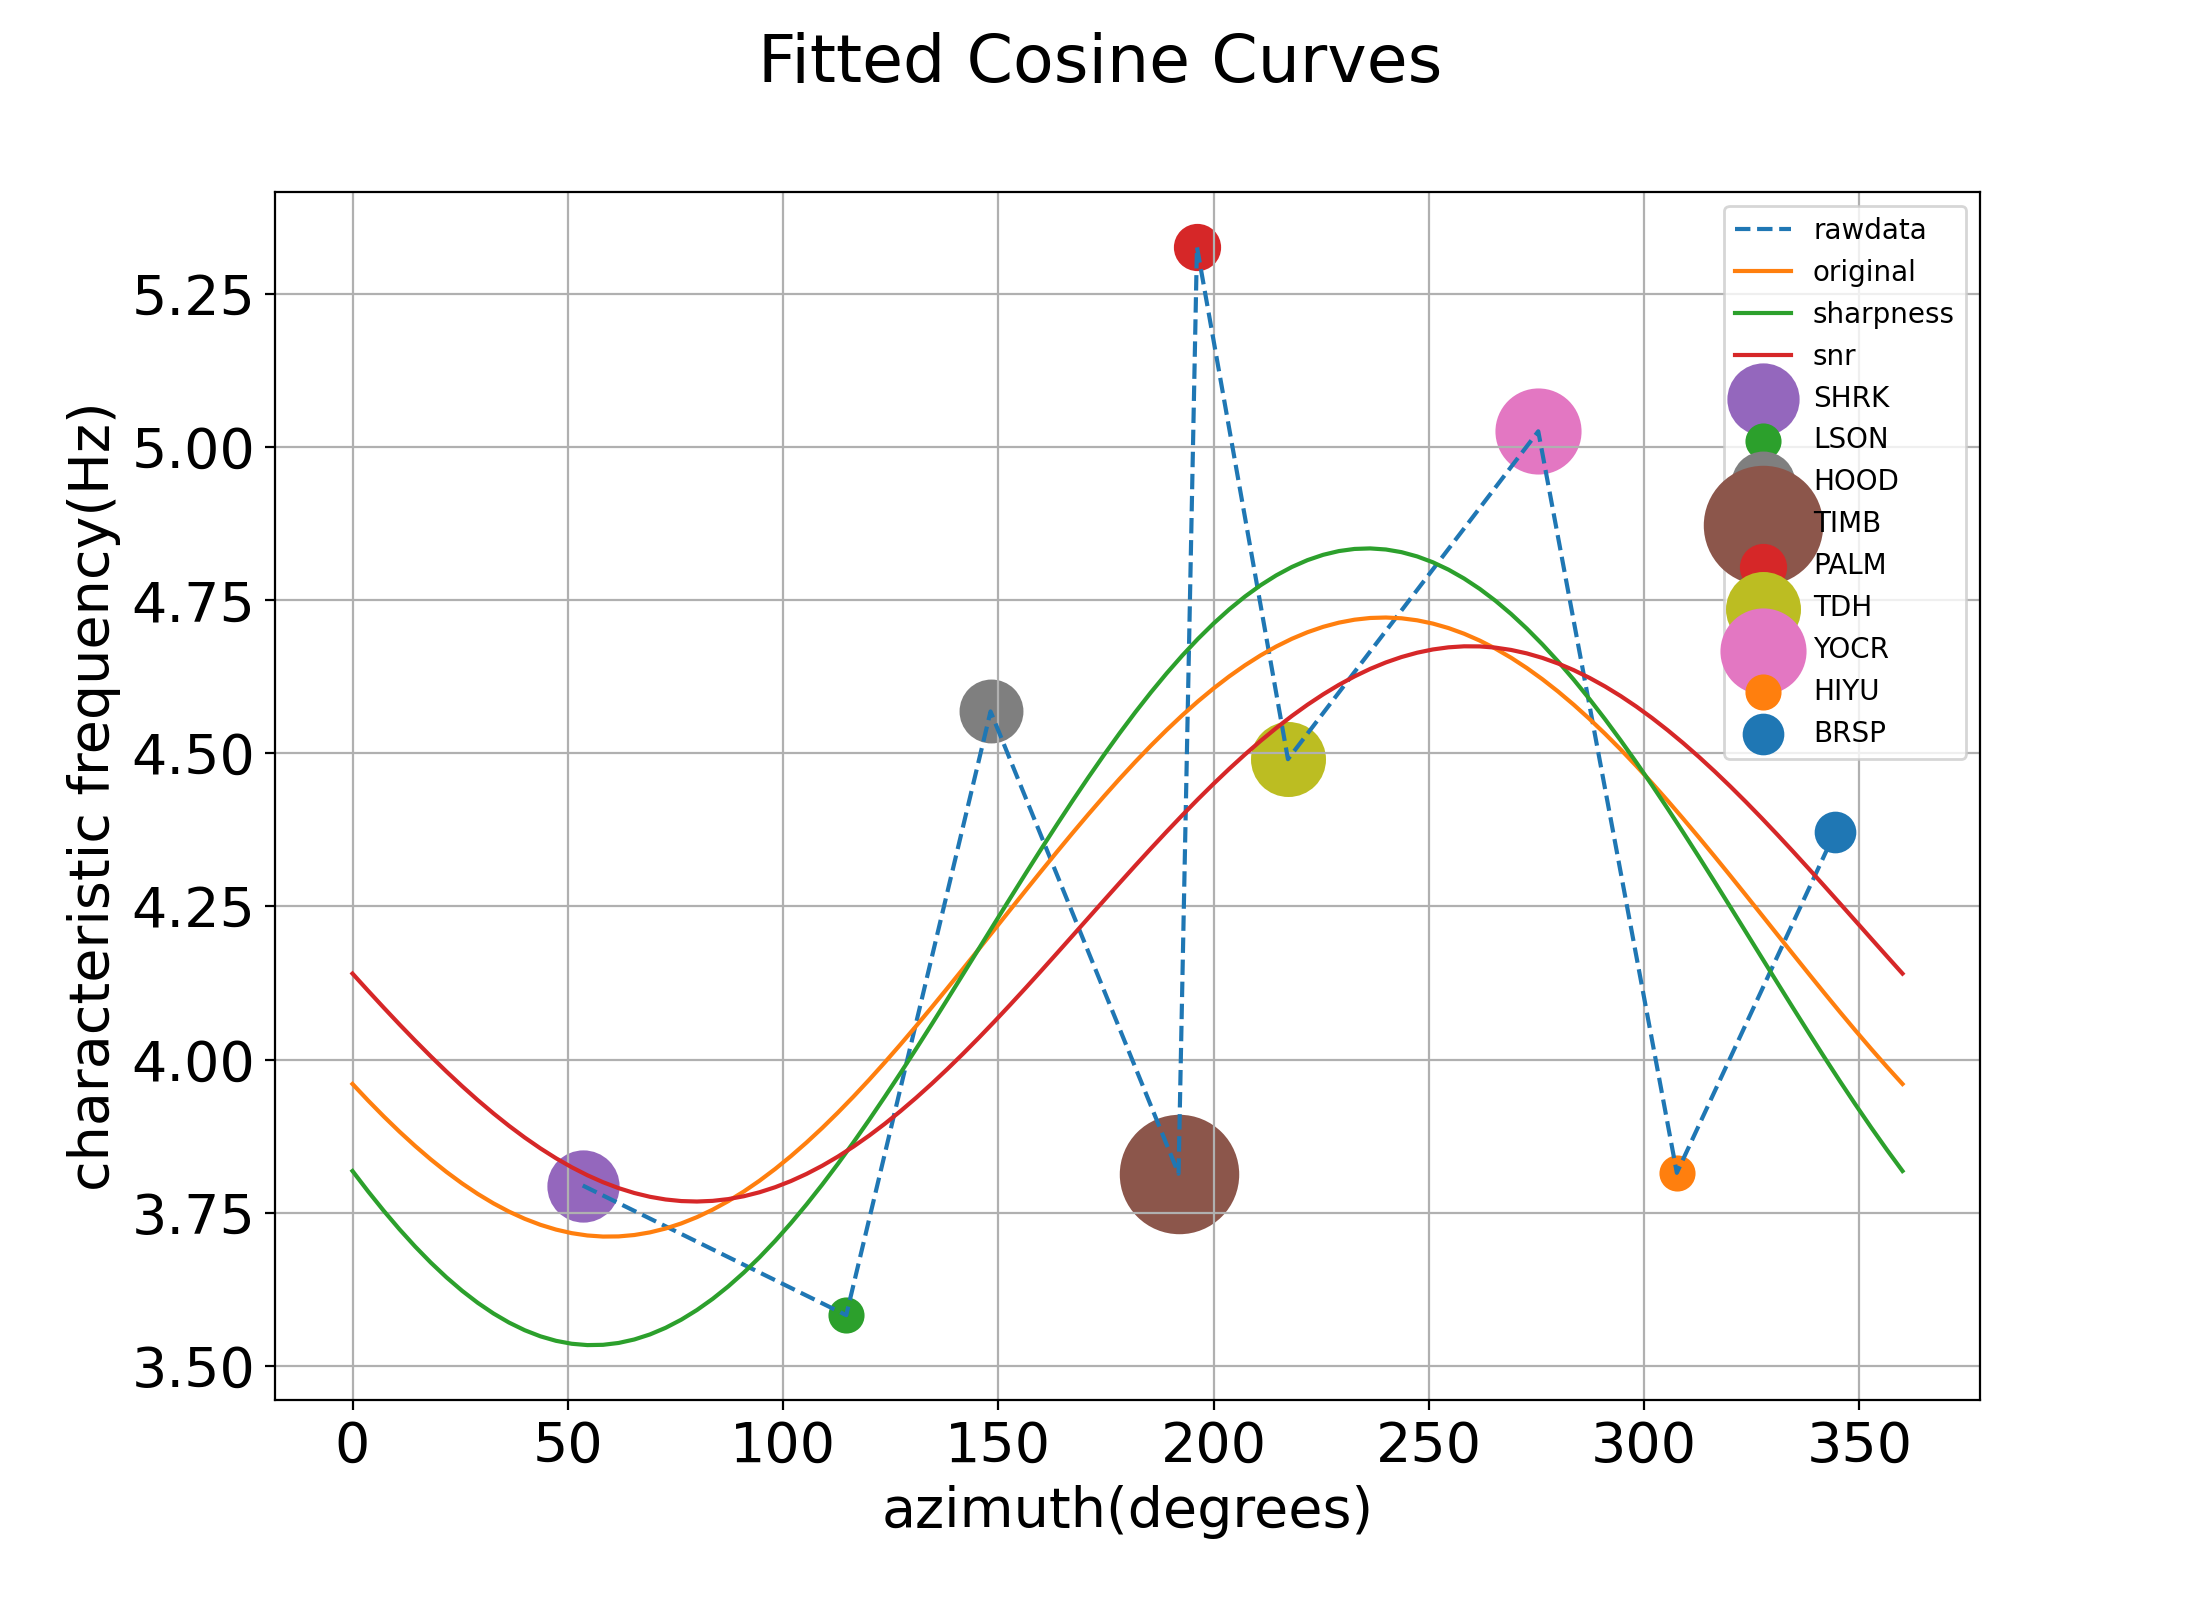 Fitted Cosine Curves
characteristic frequency(Hz)
5.25
5.00
4.75
4.50
4.25
4.00
3.75
3.50
rawdata
original
sharpness
snr
SHRK
LSON
HOOD
TIMB
PALM
TDH
YOCR
HIYU
BRSP
0 50 100 150 200 250 300 350
azimuth(degrees)